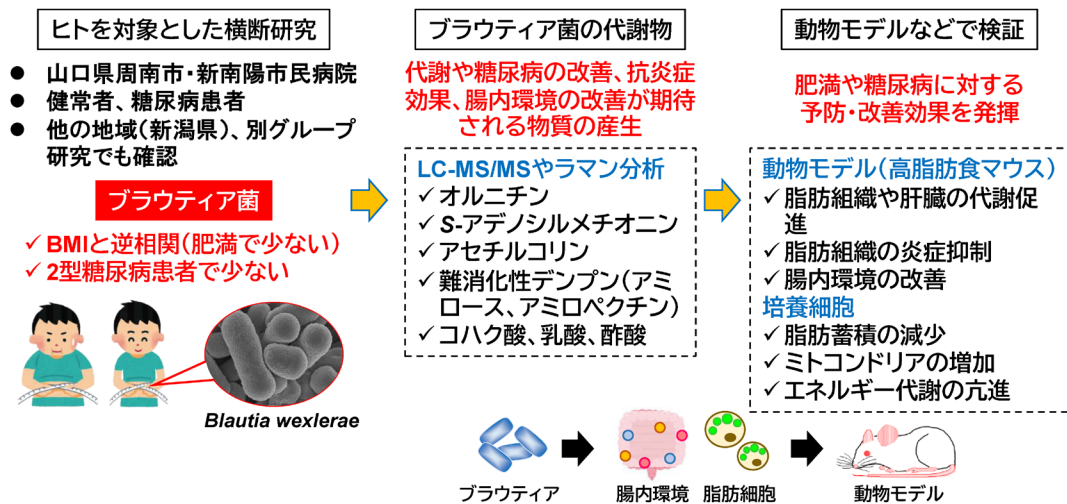 ヒトを対象とした横断研究
● 山口県周南市・新南陽市民病院
● 健常者、糖尿病患者
● 他の地域(新潟県)、別グループ
研究でも確認
ブラウティア菌
✓ BMIと逆相関(肥満で少ない)
✓ 2型糖尿病患者で少ない
Blautia wexlerae
ブラウティア菌の代謝物
代謝や糖尿病の改善、抗炎症
効果、腸内環境の改善が期待
される物質の産生
LC-MS/MSやラマン分析
✓ オルニチン
✓ S-アデノシルメチオニン
✓ アセチルコリン
✓ 難消化性デンプン(アミ
ロース、アミロペクチン)
✓ コハク酸、乳酸、酢酸
動物モデルなどで検証
肥満や糖尿病に対する
予防・改善効果を発揮
動物モデル(高脂肪食マウス)
✓ 脂肪組織や肝臓の代謝促
進
✓ 脂肪組織の炎症抑制
✓ 腸内環境の改善
培養細胞
✓ 脂肪蓄積の減少
✓ ミトコンドリアの増加
✓ エネルギー代謝の亢進
ブラウティア
腸内環境
脂肪細胞
動物モデル